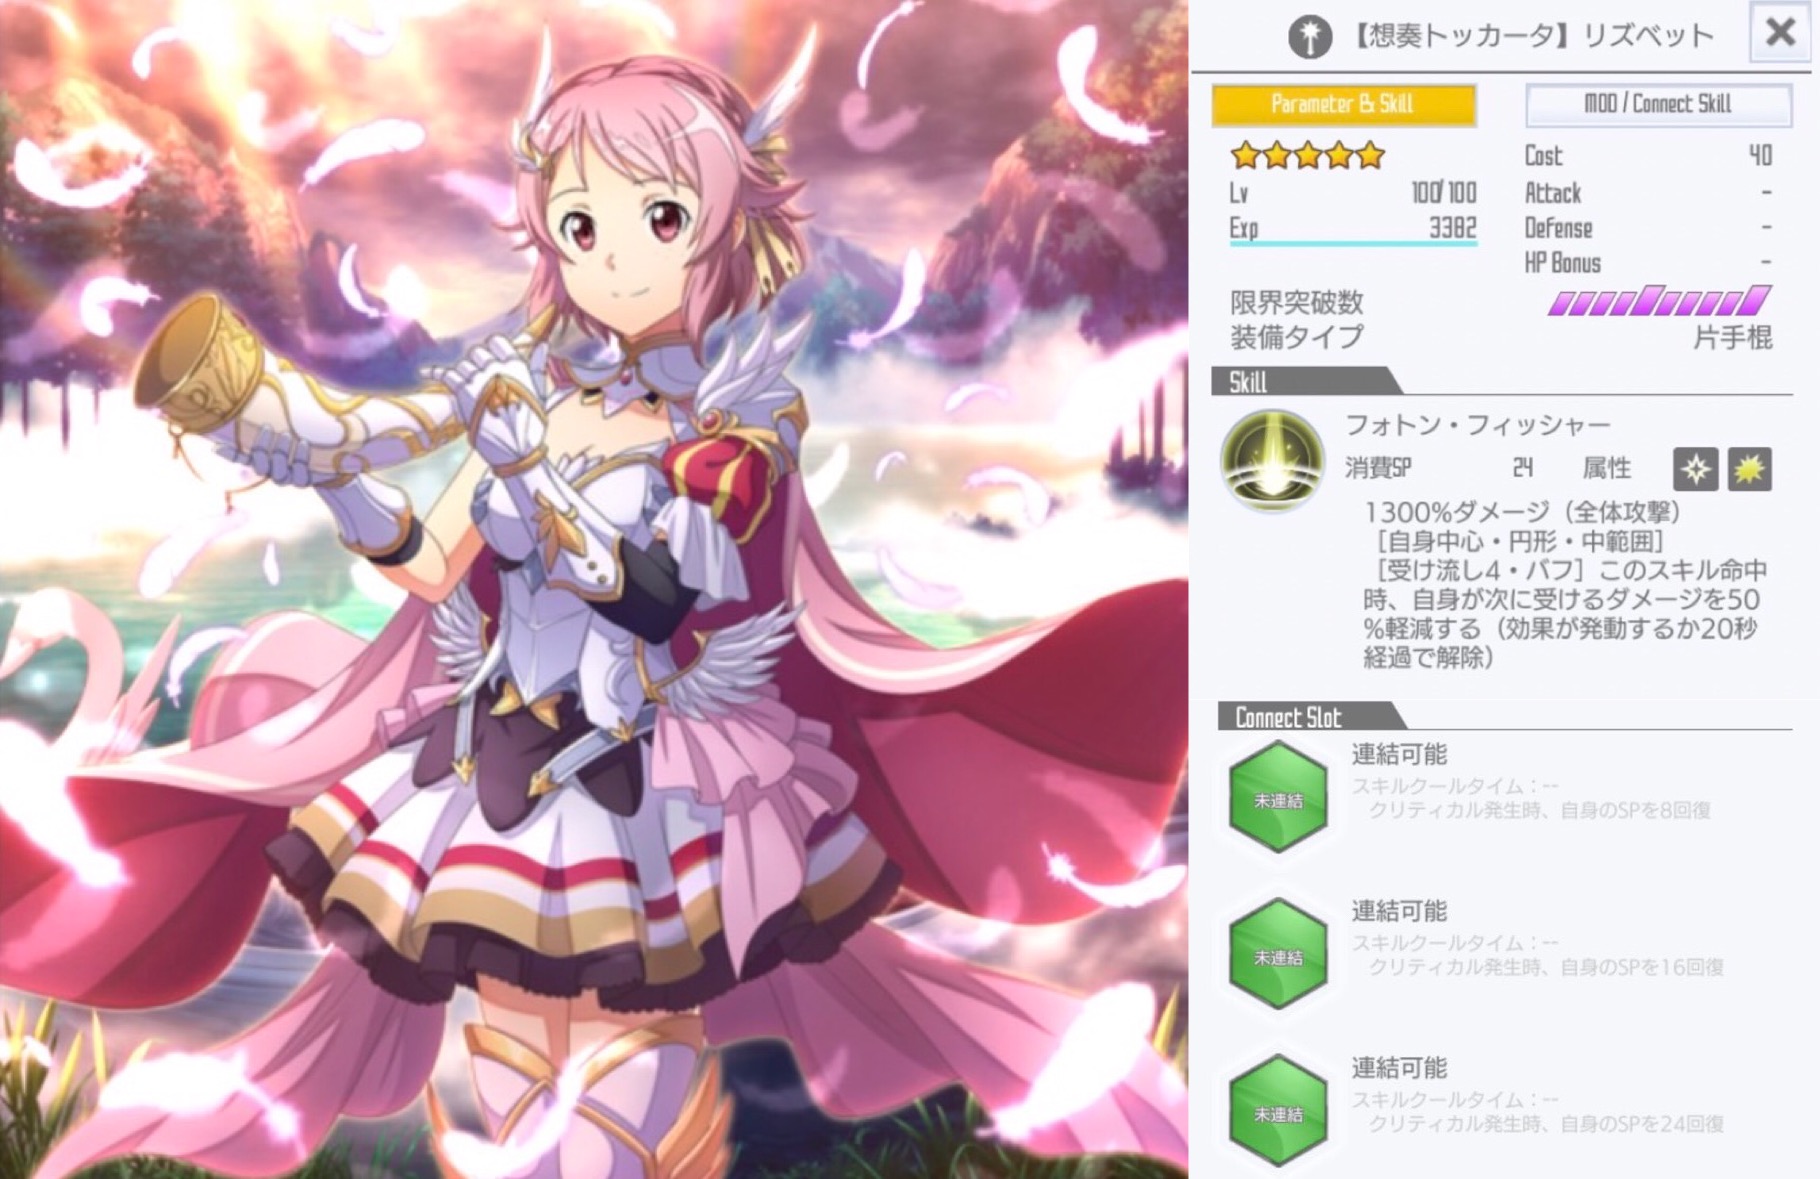 【想奏トッカータ】リズベット
Parameter & Skill
MOD / Connect Skill
Lv 100/100
Exp 3382
Cost 40
Attack -
Defense -
HP Bonus -
限界突破数
装備タイプ 片手棍
Skill
フォトン・フィッシャー
消費SP 24 属性
1300%ダメージ（全体攻撃）
［自身中心・円形・中範囲］
［受け流し4・バフ］このスキル命中
時、自身が次に受けるダメージを50
%軽減する（効果が発動するか20秒
経過で解除）
Connect Slot
未連結
連結可能
スキルクールタイム：--
クリティカル発生時、自身のSPを8回復
未連結
連結可能
スキルクールタイム：--
クリティカル発生時、自身のSPを16回復
未連結
連結可能
スキルクールタイム：--
クリティカル発生時、自身のSPを24回復